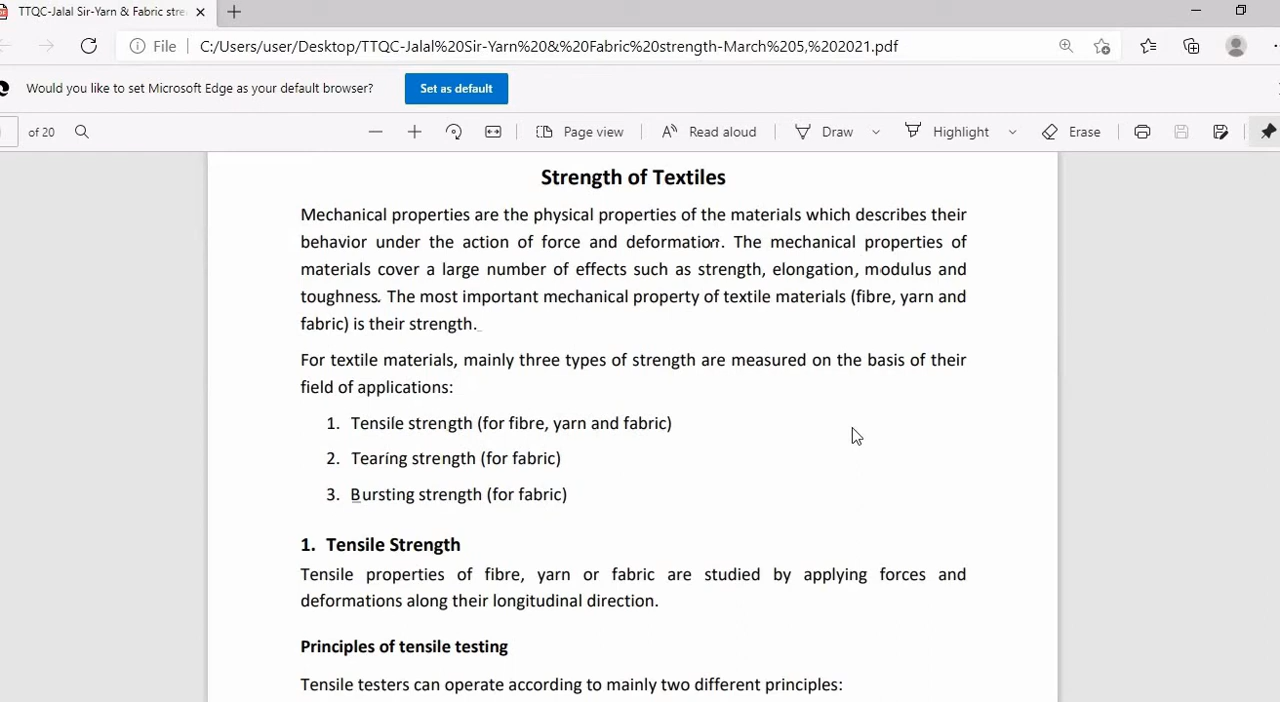 TTQC-Jalal Sir-Yarn & Fabric stre
File C:/Users/user/Desktop/TTQC-Jalal%20Sir-Yarn%20&%20Fabric%20strength-March%205,%202021.pdf
Would you like to set Microsoft Edge as your default browser? Set as default
of 20 Page view Read aloud Draw Highlight Erase
Strength of Textiles
Mechanical properties are the physical properties of the materials which describes their
behavior under the action of force and deformation. The mechanical properties of
materials cover a large number of effects such as strength, elongation, modulus and
toughness. The most important mechanical property of textile materials (fibre, yarn and
fabric) is their strength.
For textile materials, mainly three types of strength are measured on the basis of their
field of applications:
1. Tensile strength (for fibre, yarn and fabric)
2. Tearing strength (for fabric)
3. Bursting strength (for fabric)
1. Tensile Strength
Tensile properties of fibre, yarn or fabric are studied by applying forces and
deformations along their longitudinal direction.
Principles of tensile testing
Tensile testers can operate according to mainly two different principles: